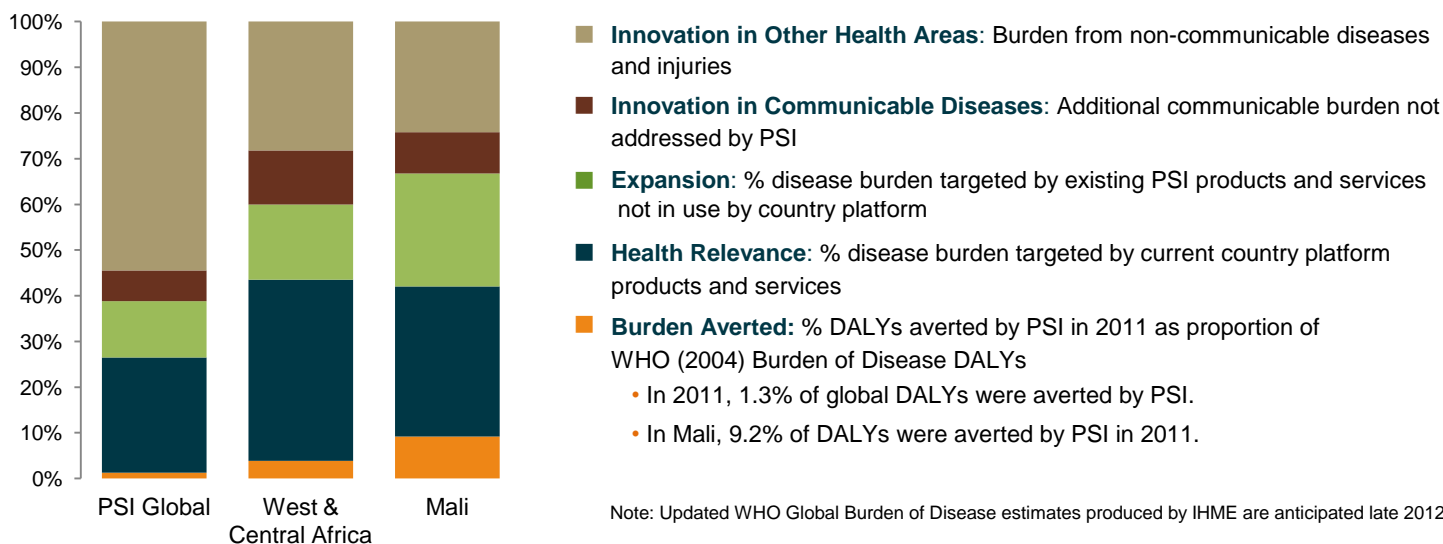 100%
90%
80%
70%
60%
50%
40%
30%
20%
10%
0%
PSI Global
West &
Central Africa
Mali
Innovation in Other Health Areas: Burden from non-communicable diseases
and injuries
Innovation in Communicable Diseases: Additional communicable burden not
addressed by PSI
Expansion: % disease burden targeted by existing PSI products and services
not in use by country platform
Health Relevance: % disease burden targeted by current country platform
products and services
Burden Averted: % DALYs averted by PSI in 2011 as proportion of
WHO (2004) Burden of Disease DALYs
• In 2011, 1.3% of global DALYs were averted by PSI.
• In Mali, 9.2% of DALYs were averted by PSI in 2011.
Note: Updated WHO Global Burden of Disease estimates produced by IHME are anticipated late 2012